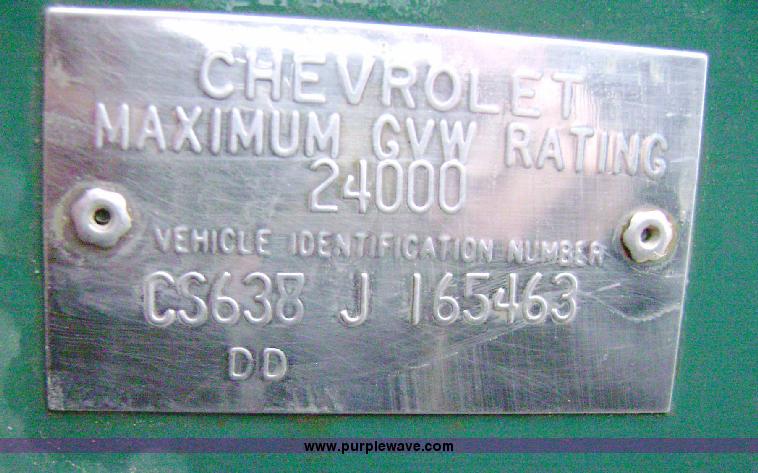 CHEVROLET
MAXIMUM GVW RATING
24000
VEHICLE IDENTIFICATION NUMBER
CS638 J 165463
DD
www.purplewave.com